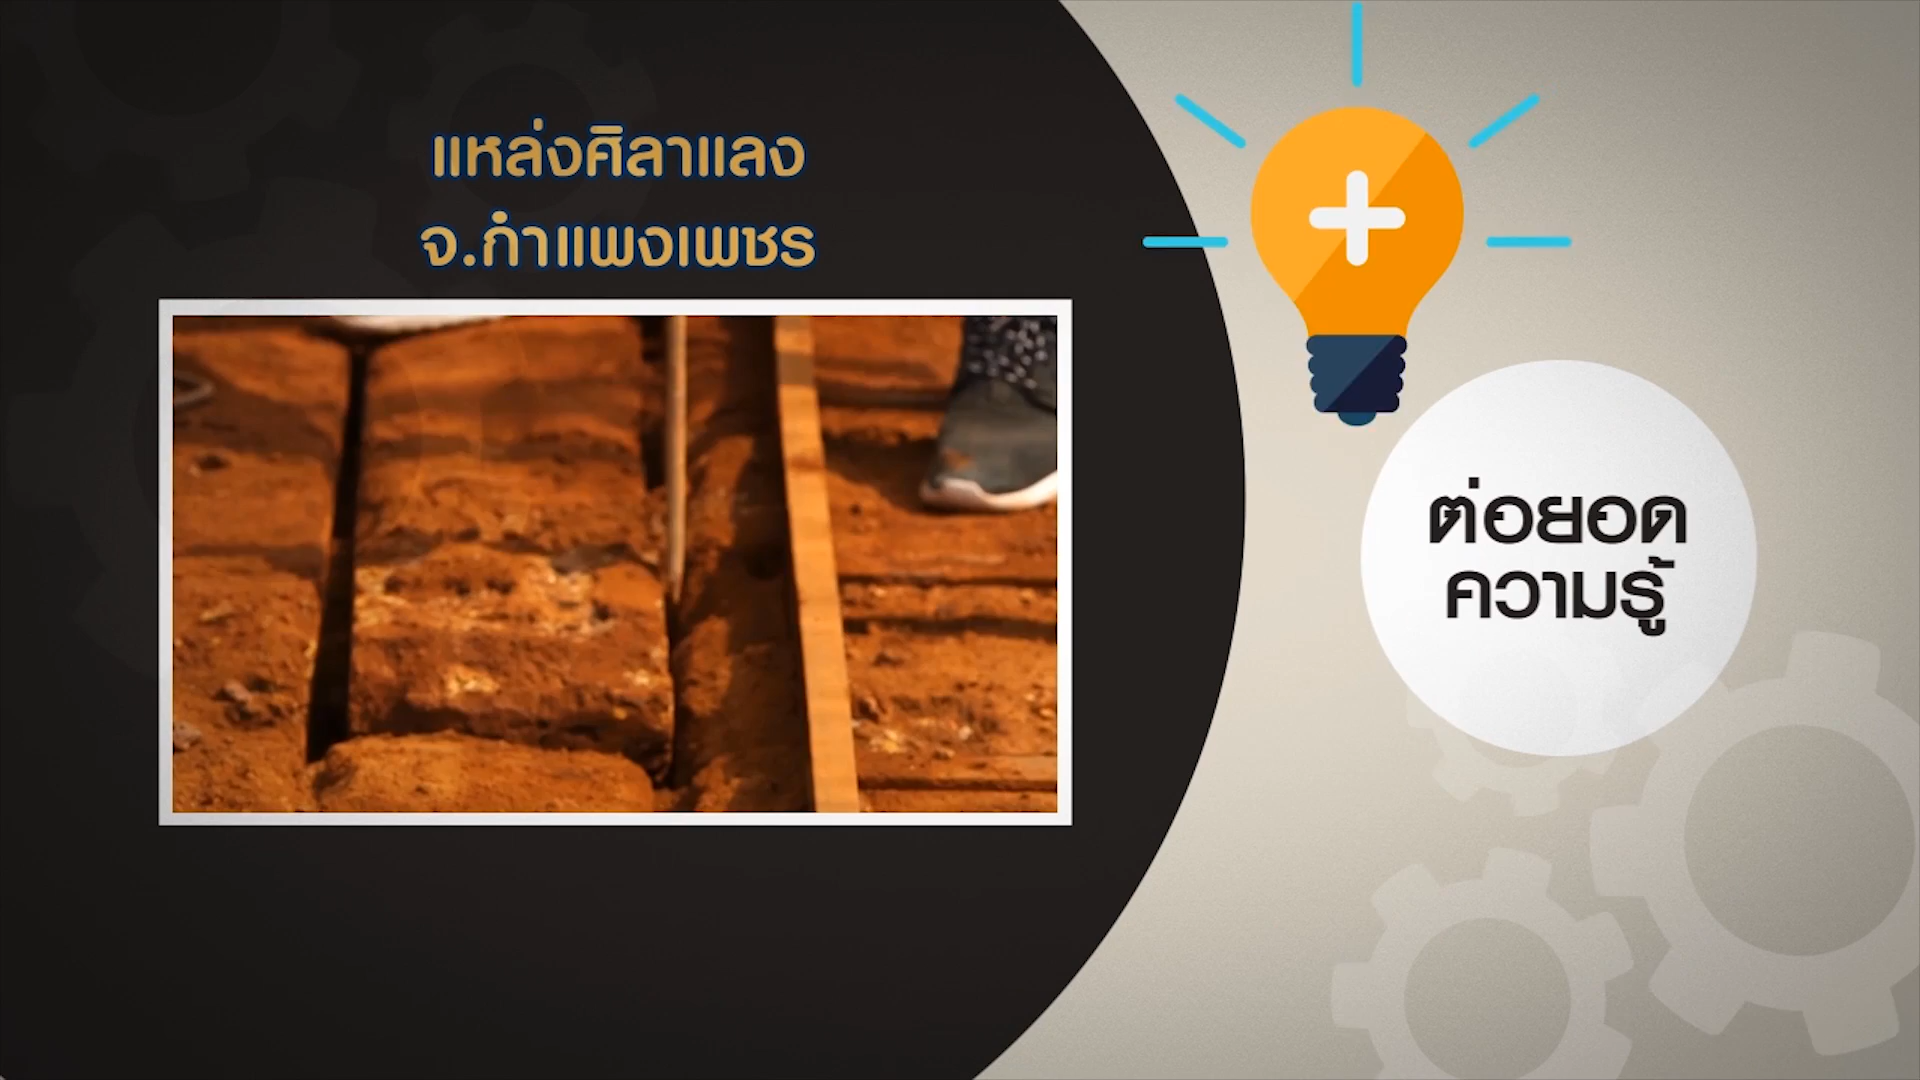 แหล่งศิลาแลง
จ.กำแพงเพชร
ต่อยอด
ความรู้